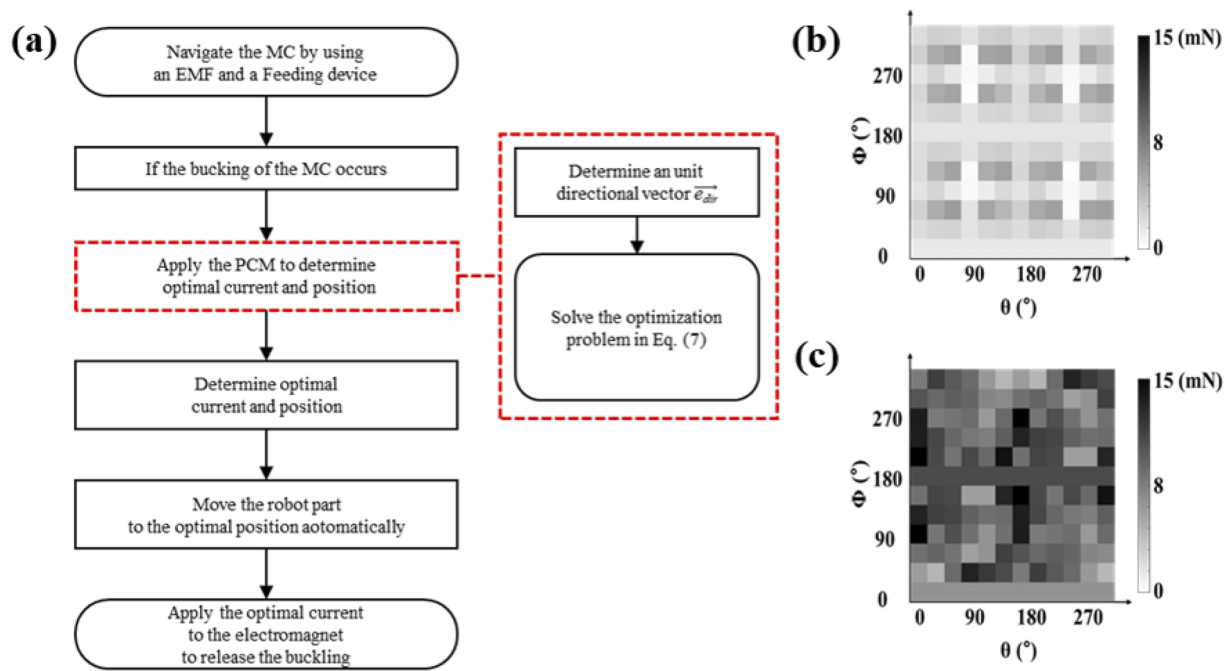 (a)
Navigate the MC by using
an EMF and a Feeding device
If the bucking of the MC occurs
Apply the PCM to determine
optimal current and position
Determine optimal
current and position
Move the robot part
to the optimal position aotomatically
Apply the optimal current
to the electromagnet
to release the buckling
Determine an unit
directional vector e_dir
Solve the optimization
problem in Eq. (7)
(b)
Φ (°)
270
180
90
0
0 90 180 270
θ (°)
15 (mN)
8
0
(c)
Φ (°)
270
180
90
0
0 90 180 270
θ (°)
15 (mN)
8
0